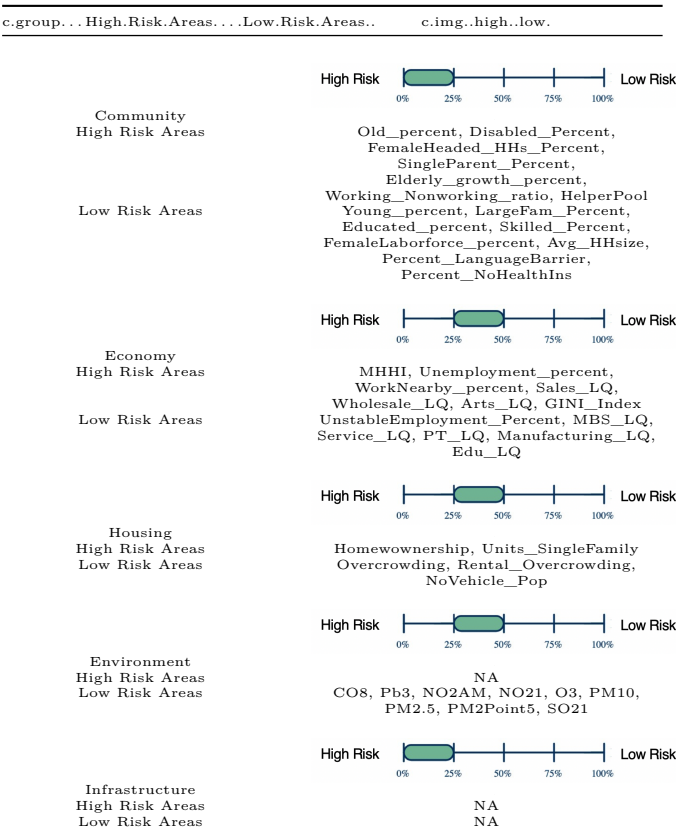 c.group...High.Risk.Areas....Low.Risk.Areas.. c.img..high..low.
High Risk Low Risk
0% 25% 50% 75% 100%
Community
High Risk Areas Old_percent, Disabled_Percent,
FemaleHeaded_HHs_Percent,
SingleParent_Percent,
Elderly_growth_percent,
Working_Nonworking_ratio, HelperPool
Low Risk Areas Young_percent, LargeFam_Percent,
Educated_percent, Skilled_Percent,
FemaleLaborforce_percent, Avg_HHsize,
Percent_LanguageBarrier,
Percent_NoHealthIns
High Risk Low Risk
0% 25% 50% 75% 100%
Economy
High Risk Areas MHHI, Unemployment_percent,
WorkNearby_percent, Sales_LQ,
Wholesale_LQ, Arts_LQ, GINI_Index
Low Risk Areas UnstableEmployment_Percent, MBS_LQ,
Service_LQ, PT_LQ, Manufacturing_LQ,
Edu_LQ
High Risk Low Risk
0% 25% 50% 75% 100%
Housing
High Risk Areas Homewownership, Units_SingleFamily
Low Risk Areas Overcrowding, Rental_Overcrowding,
NoVehicle_Pop
High Risk Low Risk
0% 25% 50% 75% 100%
Environment
High Risk Areas NA
Low Risk Areas CO8, Pb3, NO2AM, NO21, O3, PM10,
PM2.5, PM2Point5, SO21
High Risk Low Risk
0% 25% 50% 75% 100%
Infrastructure
High Risk Areas NA
Low Risk Areas NA